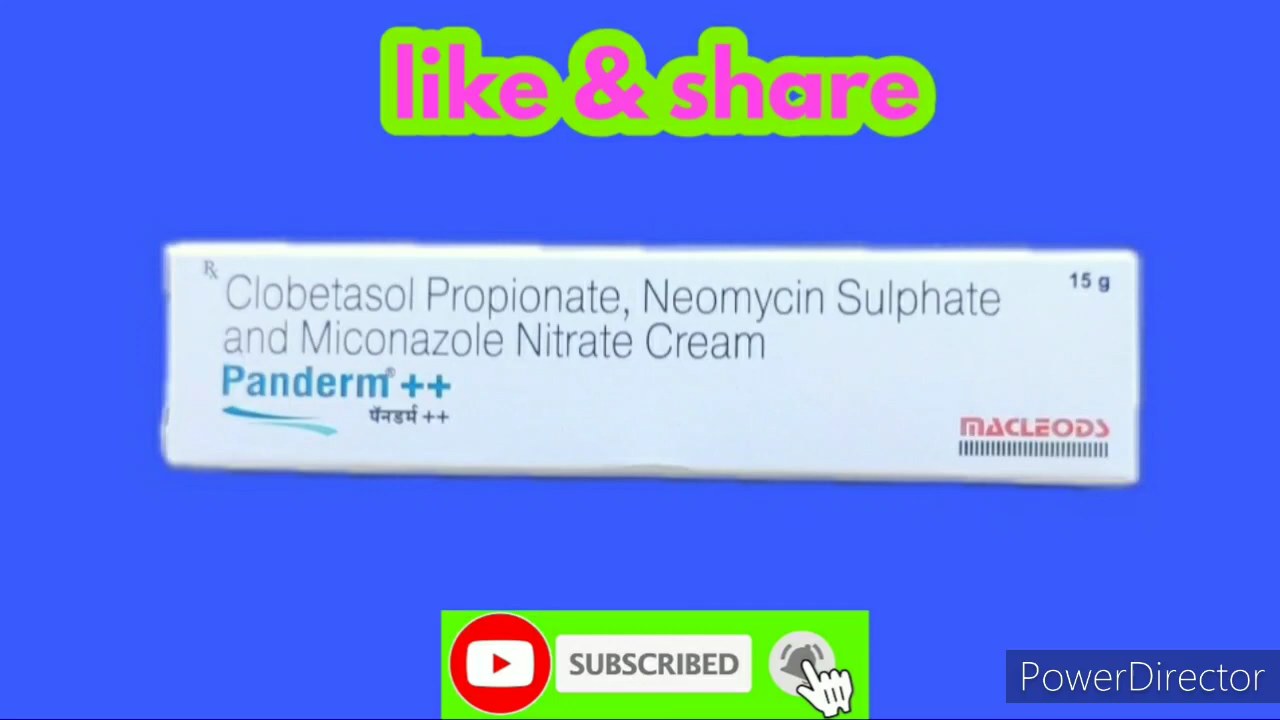 like & share
Rx Clobetasol Propionate, Neomycin Sulphate
15 g
and Miconazole Nitrate Cream
Panderm® ++
पॅनडर्म ++
MACLEODS
SUBSCRIBED
PowerDirector